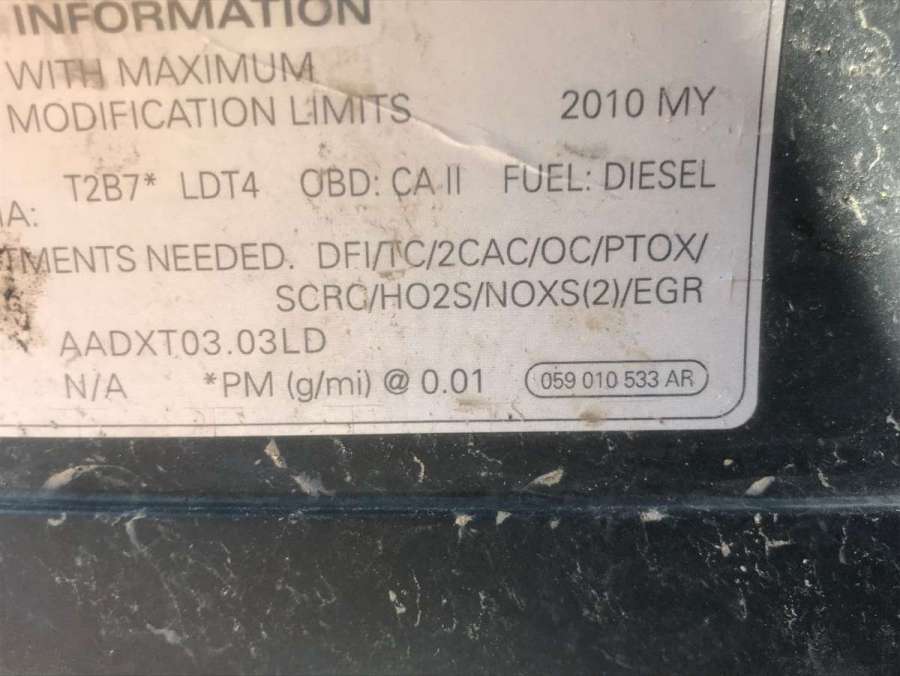 INFORMATION
WITH MAXIMUM
MODIFICATION LIMITS 2010 MY
T2B7* LDT4 OBD: CA II FUEL: DIESEL
IA:
TMENTS NEEDED. DFI/TC/2CAC/OC/PTOX/
SCRC/HO2S/NOXS(2)/EGR
AADXT03.03LD
N/A *PM (g/mi) @ 0.01 059 010 533 AR